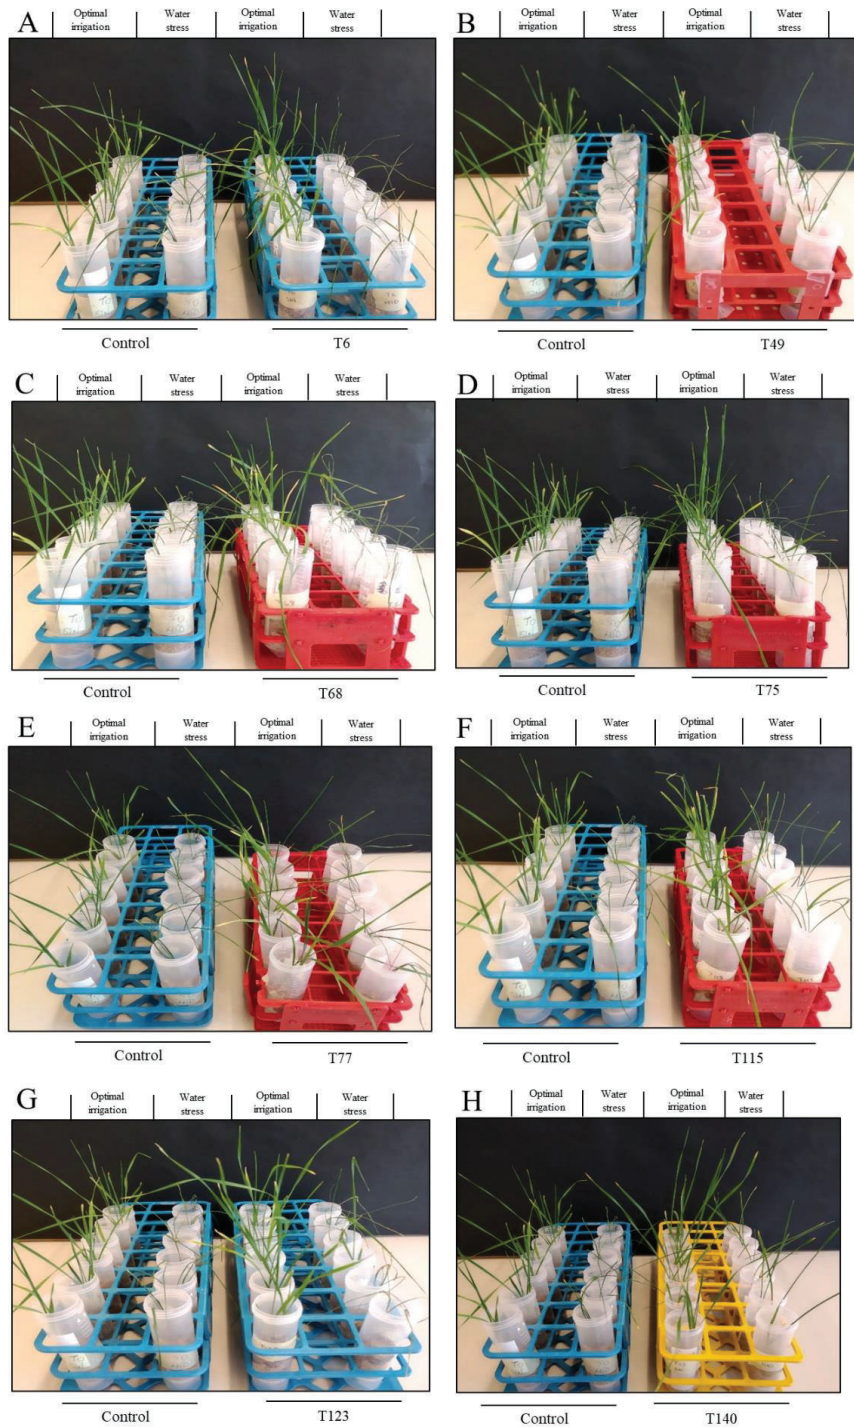 A Optimal Water Optimal Water
irrigation stress irrigation stress
B Optimal Water Optimal Water
irrigation stress irrigation stress
Control T6
Control T49
C Optimal Water Optimal Water
irrigation stress irrigation stress
D Optimal Water Optimal Water
irrigation stress irrigation stress
TO
TO
Control T68
Control T75
E Optimal Water Optimal Water
irrigation stress irrigation stress
F Optimal Water Optimal Water
irrigation stress irrigation stress
Control T77
Control T115
G Optimal Water Optimal Water
irrigation stress irrigation stress
H Optimal Water Optimal Water
irrigation stress irrigation stress
Control T123
Control T140